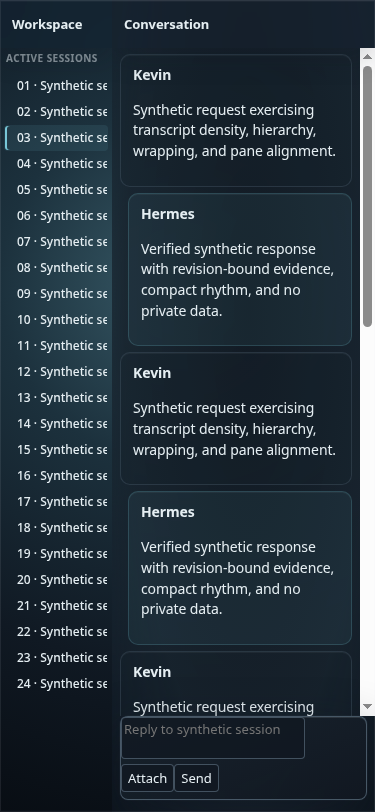 Workspace
ACTIVE SESSIONS
01 · Synthetic se
02 · Synthetic se
03 · Synthetic se
04 · Synthetic se
05 · Synthetic se
06 · Synthetic se
07 · Synthetic se
08 · Synthetic se
09 · Synthetic se
10 · Synthetic se
11 · Synthetic se
12 · Synthetic se
13 · Synthetic se
14 · Synthetic se
15 · Synthetic se
16 · Synthetic se
17 · Synthetic se
18 · Synthetic se
19 · Synthetic se
20 · Synthetic se
21 · Synthetic se
22 · Synthetic se
23 · Synthetic se
24 · Synthetic se
Conversation
Kevin
Synthetic request exercising
transcript density, hierarchy,
wrapping, and pane alignment.
Hermes
Verified synthetic response
with revision-bound evidence,
compact rhythm, and no
private data.
Kevin
Synthetic request exercising
transcript density, hierarchy,
wrapping, and pane alignment.
Hermes
Verified synthetic response
with revision-bound evidence,
compact rhythm, and no
private data.
Kevin
Synthetic request exercising
Reply to synthetic session
Attach Send